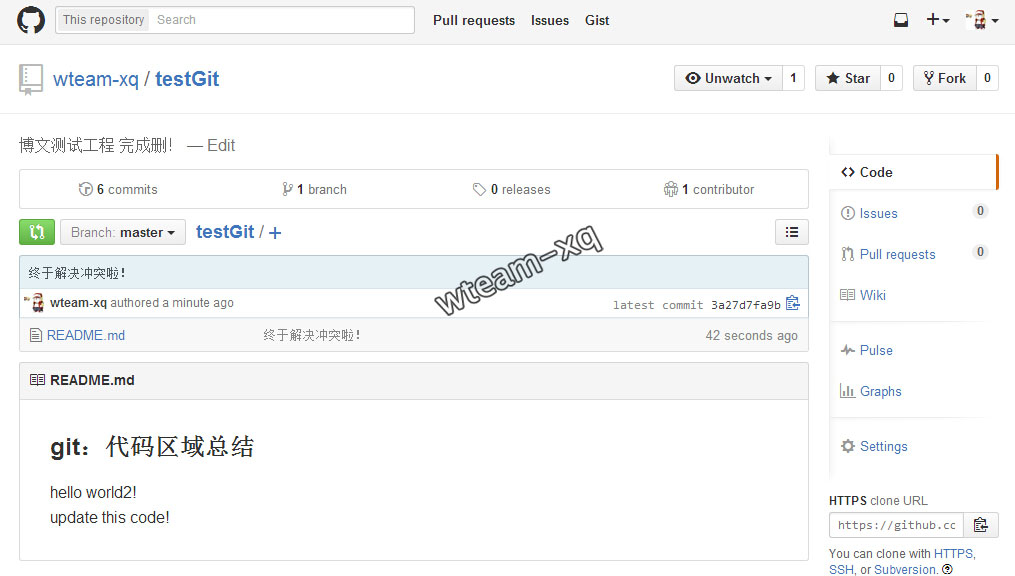 This repository Search Pull requests Issues Gist
wteam-xq / testGit Unwatch 1 Star 0 Fork 0
博文测试工程 完成删! — Edit
6 commits 1 branch 0 releases 1 contributor
Branch: master testGit / +
终于解决冲突啦!
wteam-xq authored a minute ago latest commit 3a27d7fa9b
README.md 终于解决冲突啦! 42 seconds ago
README.md
git：代码区域总结
hello world2!
update this code!
wteam-xq
Code
Issues 0
Pull requests 0
Wiki
Pulse
Graphs
Settings
HTTPS clone URL
https://github.cc
You can clone with HTTPS,
SSH, or Subversion.